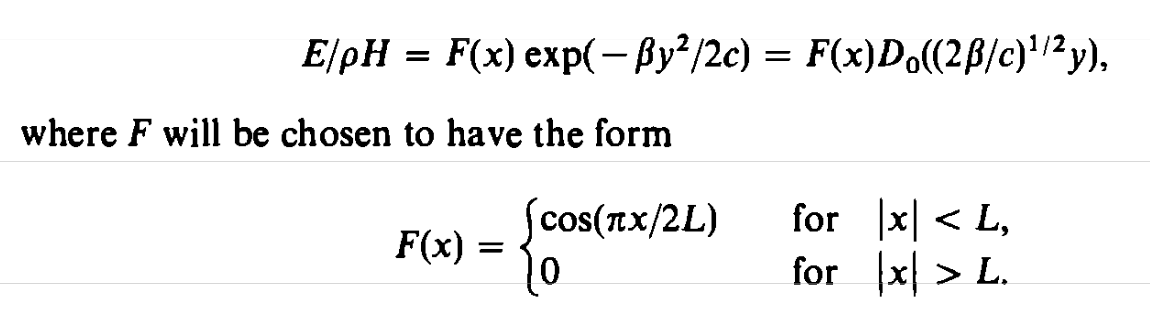 E/ρH = F(x) exp(−βy²/2c) = F(x)D₀((2β/c)^{1/2}y),
where F will be chosen to have the form
F(x) = {cos(πx/2L) for |x| < L,
0 for |x| > L.